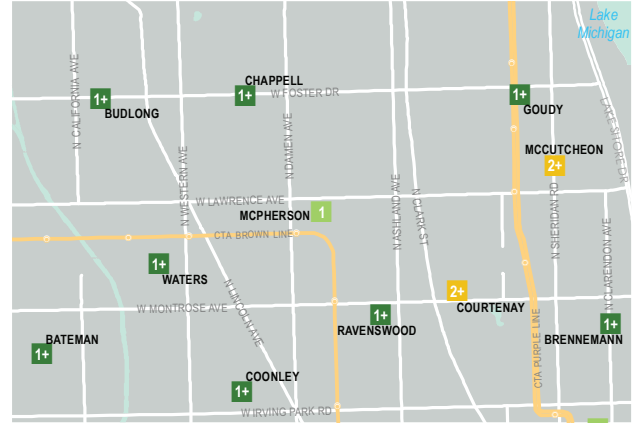 Lake
Michigan
N CALIFORNIA AVE
1+
BUDLONG
CHAPPELL
1+
W FOSTER DR
1+
GOUDY
LAKE SHORE DR
MCCUTCHEON
2+
N WESTERN AVE
N DAMEN AVE
N ASHLAND AVE
N CLARK ST
N SHERIDAN RD
W LAWRENCE AVE
MCPHERSON
1
CTA BROWN LINE
N CLARENDON AVE
1+
WATERS
N LINCOLN AVE
2+
COURTENAY
W MONTROSE AVE
1+
RAVENSWOOD
CTA PURPLE LINE
1+
BRENNEMANN
BATEMAN
1+
COONLEY
1+
W IRVING PARK RD